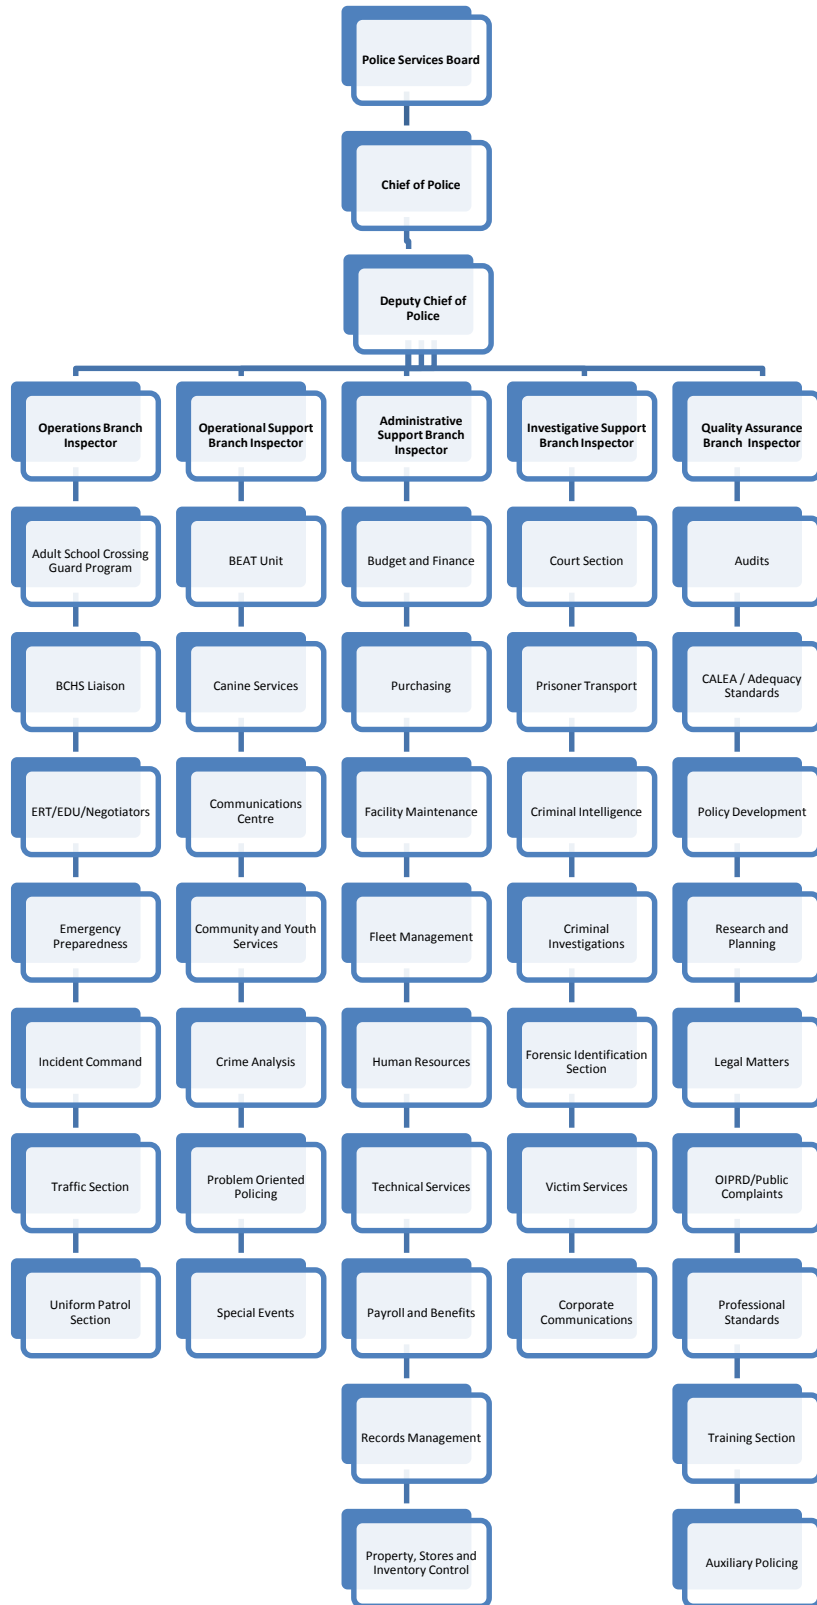 Police Services Board
Chief of Police
Deputy Chief of
Police
Operations Branch
Inspector
Operational Support
Branch Inspector
Administrative
Support Branch
Inspector
Investigative Support
Branch Inspector
Quality Assurance
Branch Inspector
Adult School Crossing
Guard Program
BEAT Unit
Budget and Finance
Court Section
Audits
BCHS Liaison
Canine Services
Purchasing
Prisoner Transport
CALEA / Adequacy
Standards
ERT/EDU/Negotiators
Communications
Centre
Facility Maintenance
Criminal Intelligence
Policy Development
Emergency
Preparedness
Community and Youth
Services
Fleet Management
Criminal
Investigations
Research and
Planning
Incident Command
Crime Analysis
Human Resources
Forensic Identification
Section
Legal Matters
Traffic Section
Problem Oriented
Policing
Technical Services
Victim Services
OIPRD/Public
Complaints
Uniform Patrol
Section
Special Events
Payroll and Benefits
Corporate
Communications
Professional
Standards
Records Management
Training Section
Property, Stores and
Inventory Control
Auxiliary Policing